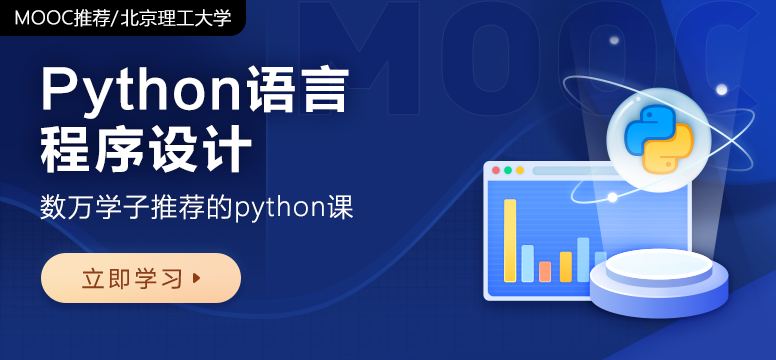 MOOC推荐/北京理工大学
MOOC
Python语言
程序设计
数万学子推荐的python课
立即学习